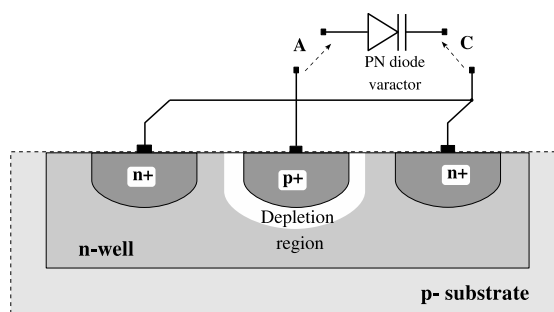 A
C
PN diode
varactor
n+
p+
n+
Depletion
region
n-well
p- substrate